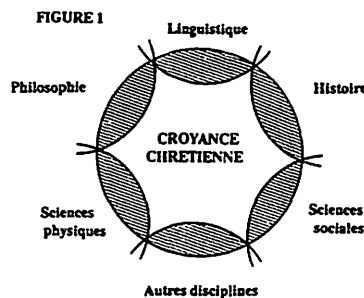 FIGURE 1
Linguistique
Philosophie
Histoire
CROYANCE
CHRETIENNE
Sciences
physiques
Sciences
sociales
Autres disciplines